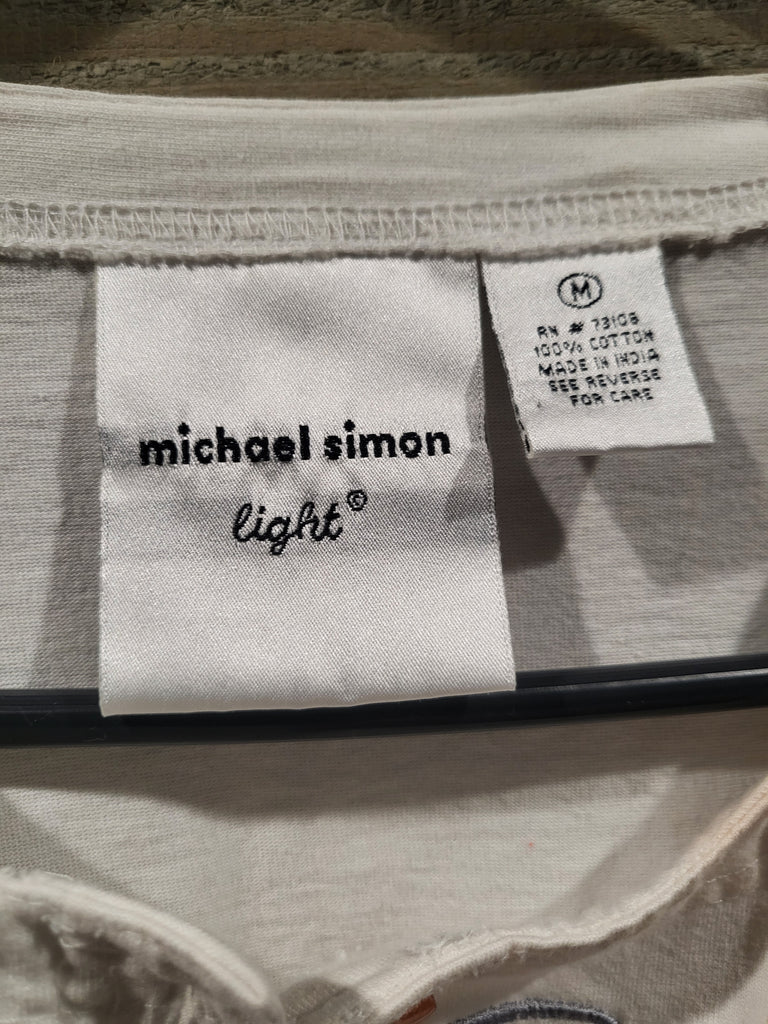 michael simon
light©
M
RN # 73108
100% COTTON
MADE IN INDIA
SEE REVERSE
FOR CARE